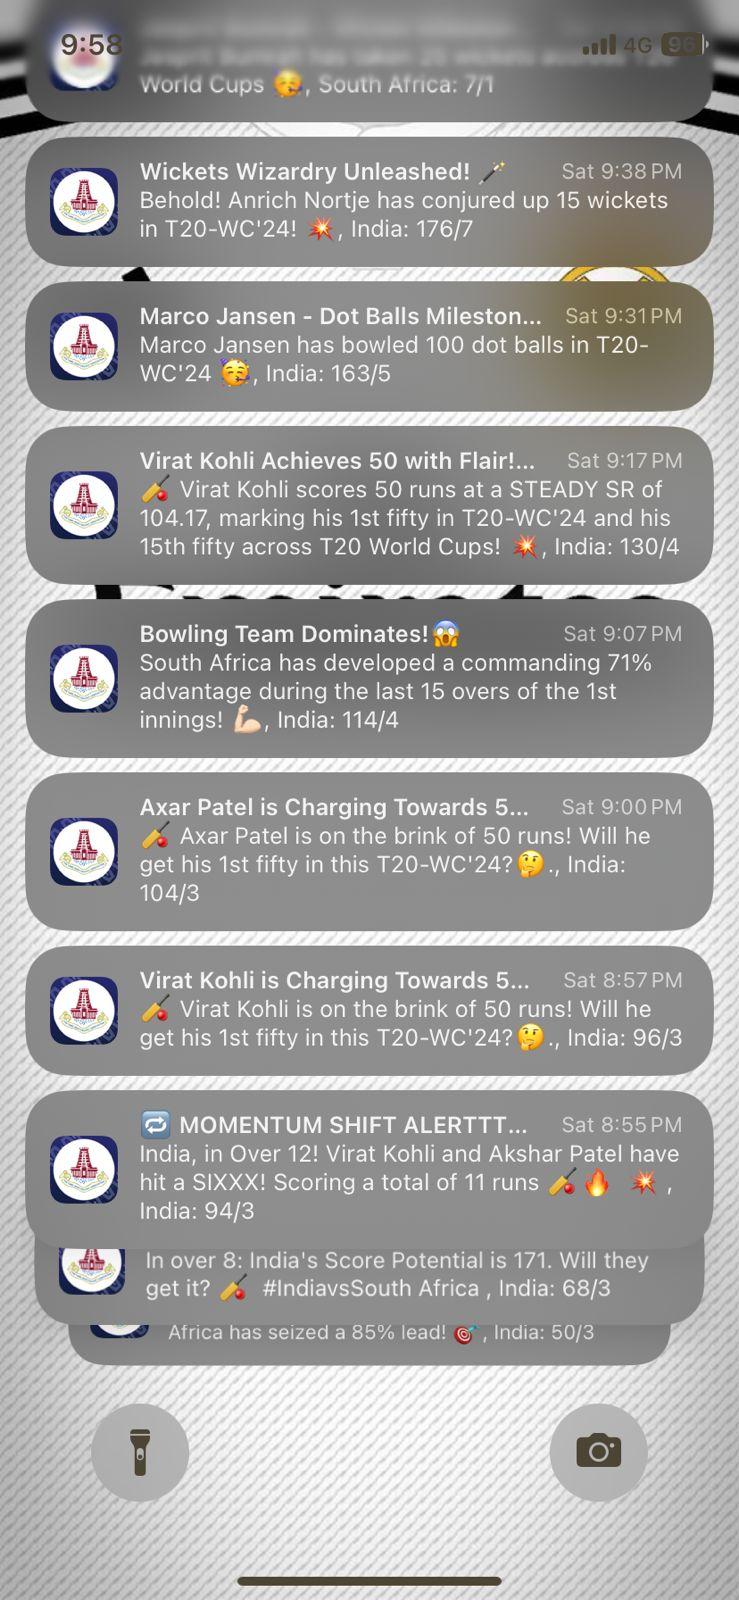 9:58
4G 96
World Cups 🥳, South Africa: 7/1
Wickets Wizardry Unleashed! 🪄 Sat 9:38 PM
Behold! Anrich Nortje has conjured up 15 wickets
in T20-WC'24! 💥, India: 176/7
Marco Jansen - Dot Balls Mileston... Sat 9:31 PM
Marco Jansen has bowled 100 dot balls in T20-
WC'24 🥳, India: 163/5
Virat Kohli Achieves 50 with Flair!... Sat 9:17 PM
🏏 Virat Kohli scores 50 runs at a STEADY SR of
104.17, marking his 1st fifty in T20-WC'24 and his
15th fifty across T20 World Cups! 💥, India: 130/4
Bowling Team Dominates!😱 Sat 9:07 PM
South Africa has developed a commanding 71%
advantage during the last 15 overs of the 1st
innings! 💪🏻, India: 114/4
Axar Patel is Charging Towards 5... Sat 9:00 PM
🏏 Axar Patel is on the brink of 50 runs! Will he
get his 1st fifty in this T20-WC'24?🤔., India:
104/3
Virat Kohli is Charging Towards 5... Sat 8:57 PM
🏏 Virat Kohli is on the brink of 50 runs! Will he
get his 1st fifty in this T20-WC'24?🤔., India: 96/3
🔁 MOMENTUM SHIFT ALERTTT... Sat 8:55 PM
India, in Over 12! Virat Kohli and Akshar Patel have
hit a SIXXX! Scoring a total of 11 runs 🏏🔥 💥 ,
India: 94/3
In over 8: India's Score Potential is 171. Will they
get it? 🏏 #IndiavsSouth Africa , India: 68/3
Africa has seized a 85% lead! 🎯 , India: 50/3